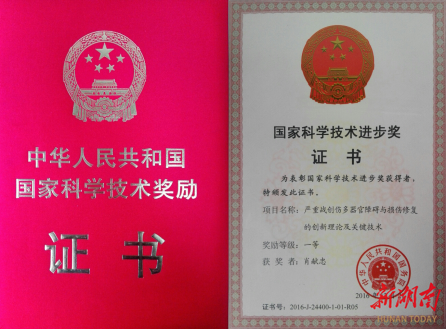 中华人民共和国
国家科学技术奖励
证书
国家科学技术进步奖
证书
为表彰国家科学技术进步奖获得者，
特颁发此证书。
项目名称：严重战创伤多器官障碍与损伤修复
的创新理论及关键技术
奖励等级：一等
获奖者：肖献忠
证书号：2016-J-24400-1-01-R05
新湖南
HUNAN TODAY